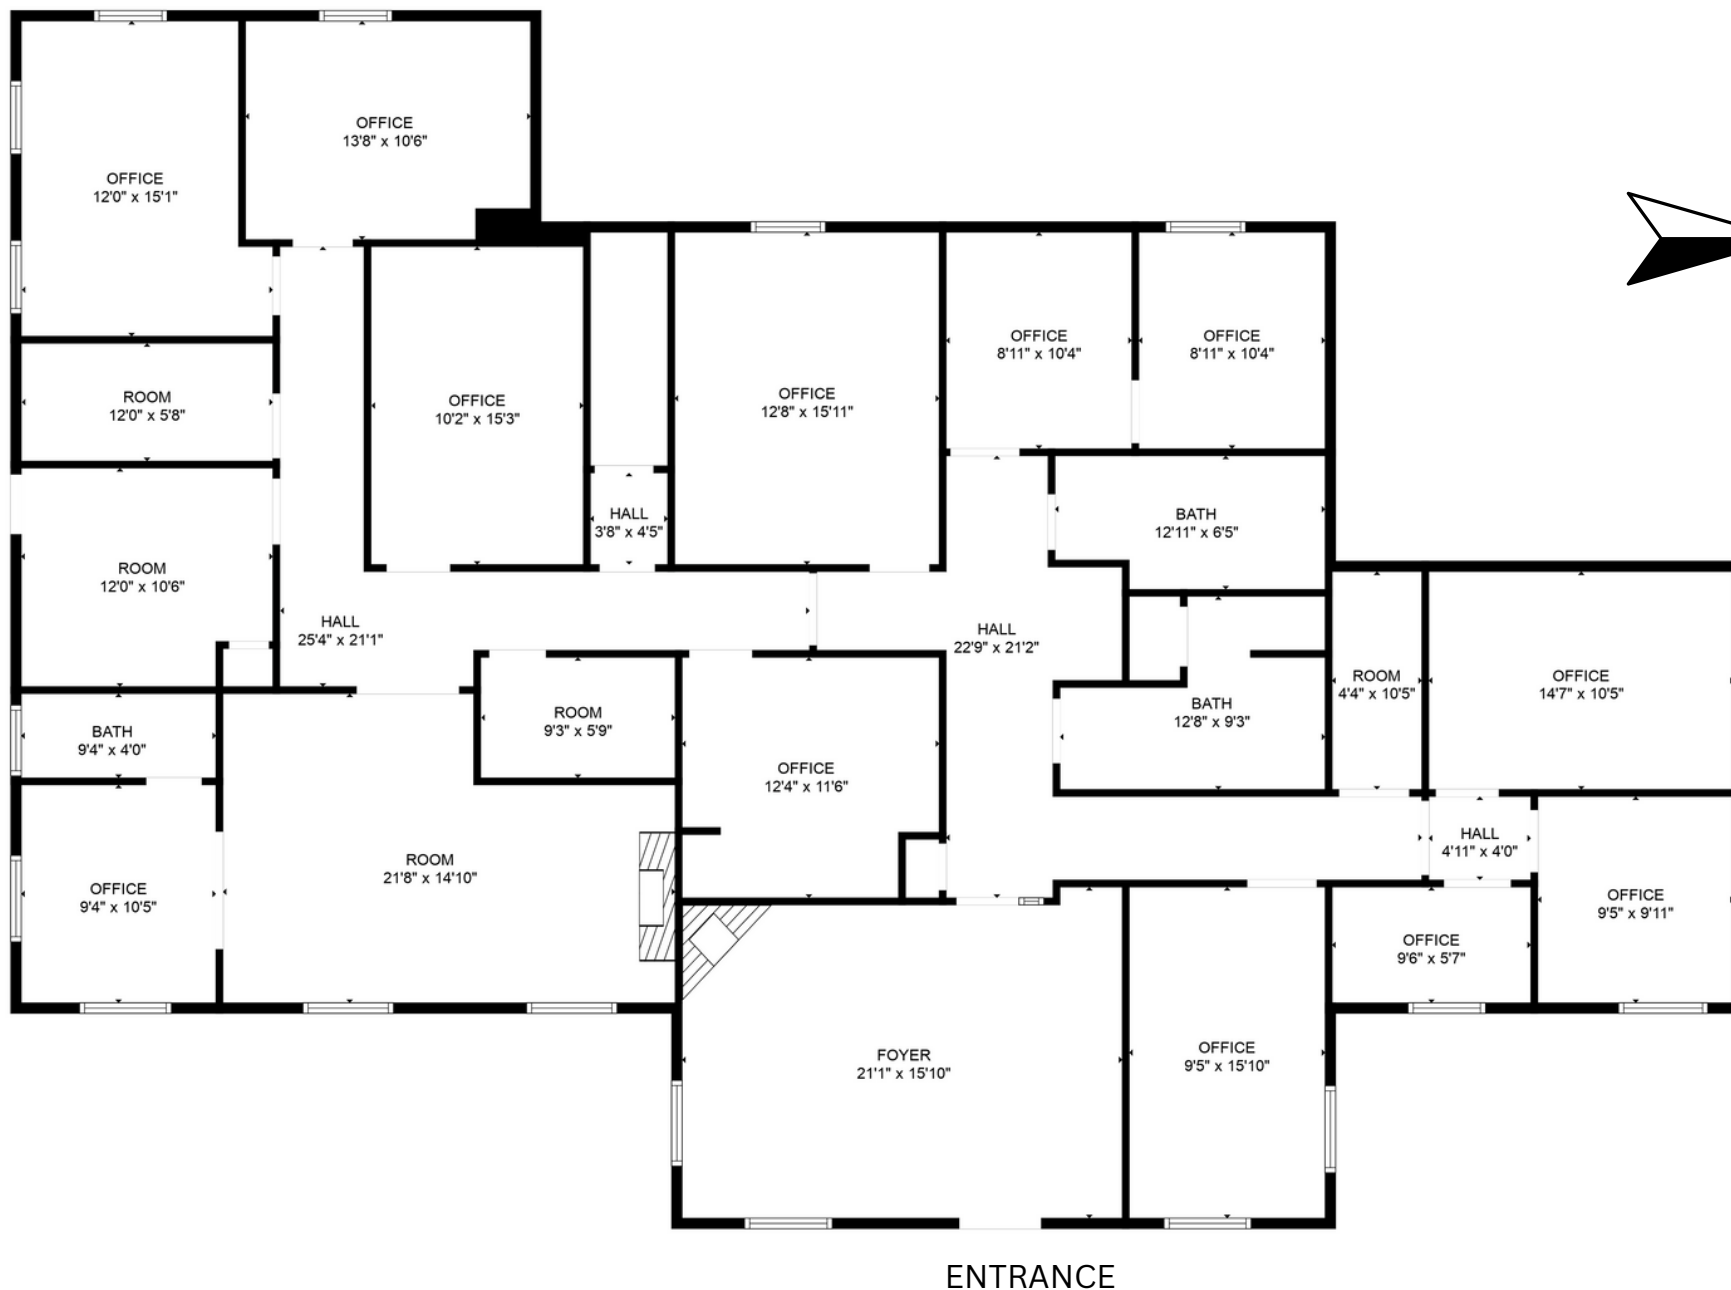 OFFICE
13'8" x 10'6"
OFFICE
12'0" x 15'1"
OFFICE
8'11" x 10'4"
OFFICE
8'11" x 10'4"
ROOM
12'0" x 5'8"
OFFICE
10'2" x 15'3"
OFFICE
12'8" x 15'11"
HALL
3'8" x 4'5"
BATH
12'11" x 6'5"
ROOM
12'0" x 10'6"
HALL
25'4" x 21'1"
HALL
22'9" x 21'2"
ROOM
4'4" x 10'5"
OFFICE
14'7" x 10'5"
BATH
9'4" x 4'0"
ROOM
9'3" x 5'9"
BATH
12'8" x 9'3"
OFFICE
12'4" x 11'6"
HALL
4'11" x 4'0"
ROOM
21'8" x 14'10"
OFFICE
9'4" x 10'5"
OFFICE
9'5" x 9'11"
OFFICE
9'6" x 5'7"
FOYER
21'1" x 15'10"
OFFICE
9'5" x 15'10"
ENTRANCE